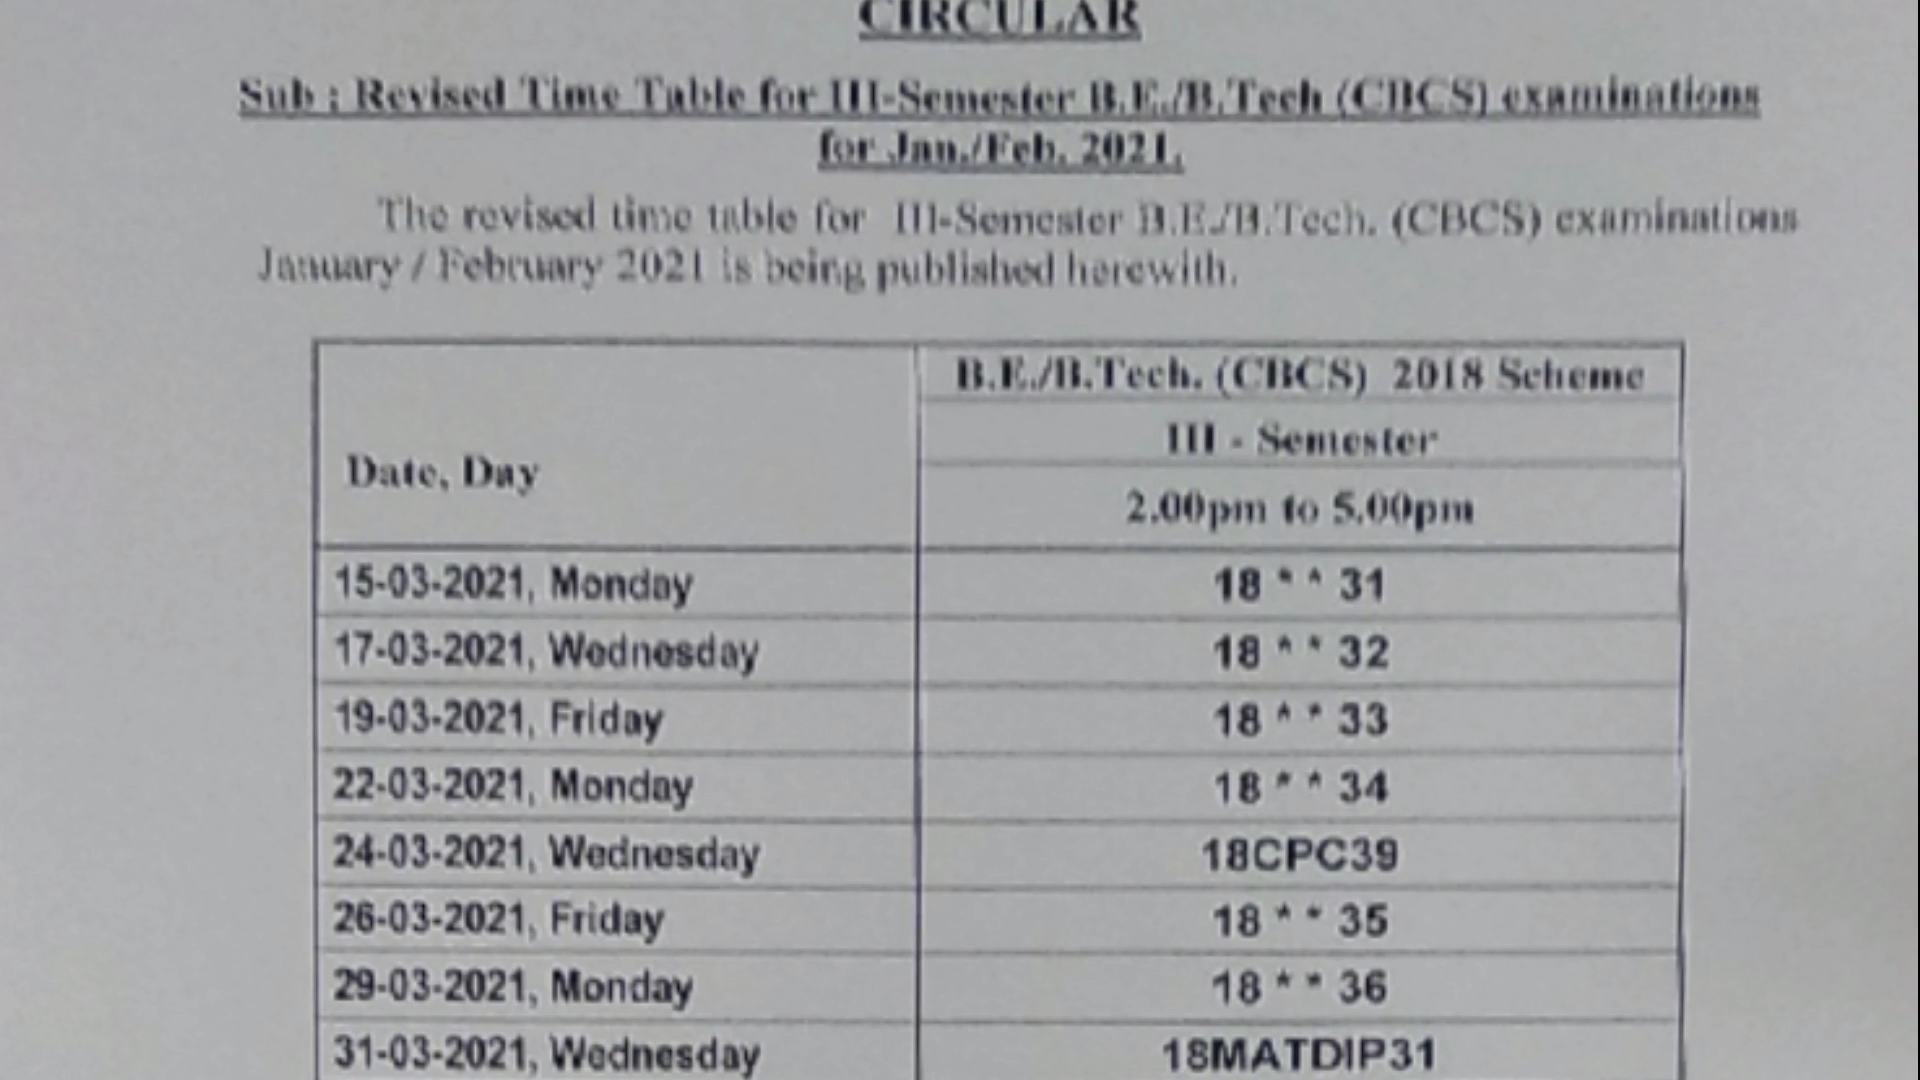 CIRCULAR
Sub : Revised Time Table for III-Semester B.E./B.Tech (CBCS) examinations
for Jan./Feb. 2021.
The revised time table for III-Semester B.E./B.Tech. (CBCS) examinations
January / February 2021 is being published herewith.
B.E./B.Tech. (CBCS) 2018 Scheme
III - Semester
Date, Day
2.00pm to 5.00pm
15-03-2021, Monday 18 * * 31
17-03-2021, Wednesday 18 * * 32
19-03-2021, Friday 18 * * 33
22-03-2021, Monday 18 * * 34
24-03-2021, Wednesday 18CPC39
26-03-2021, Friday 18 * * 35
29-03-2021, Monday 18 * * 36
31-03-2021, Wednesday 18MATDIP31